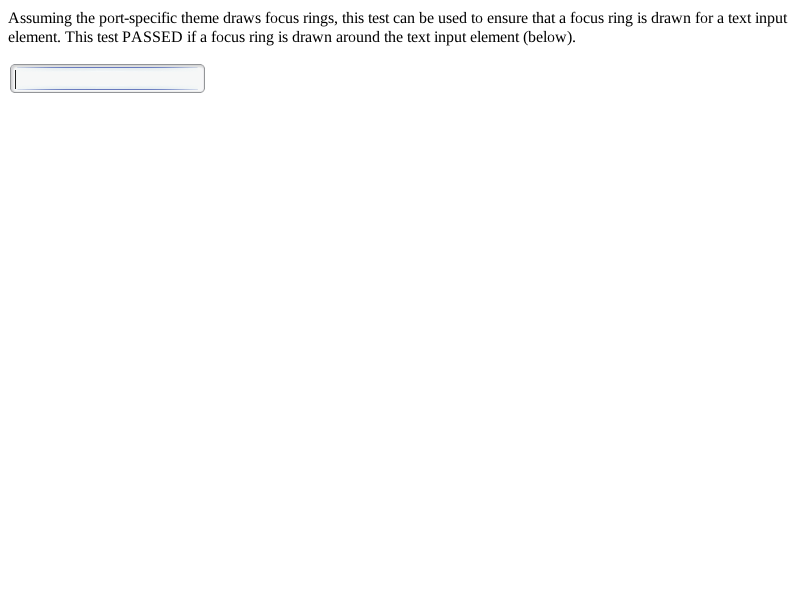 Assuming the port-specific theme draws focus rings, this test can be used to ensure that a focus ring is drawn for a text input
element. This test PASSED if a focus ring is drawn around the text input element (below).